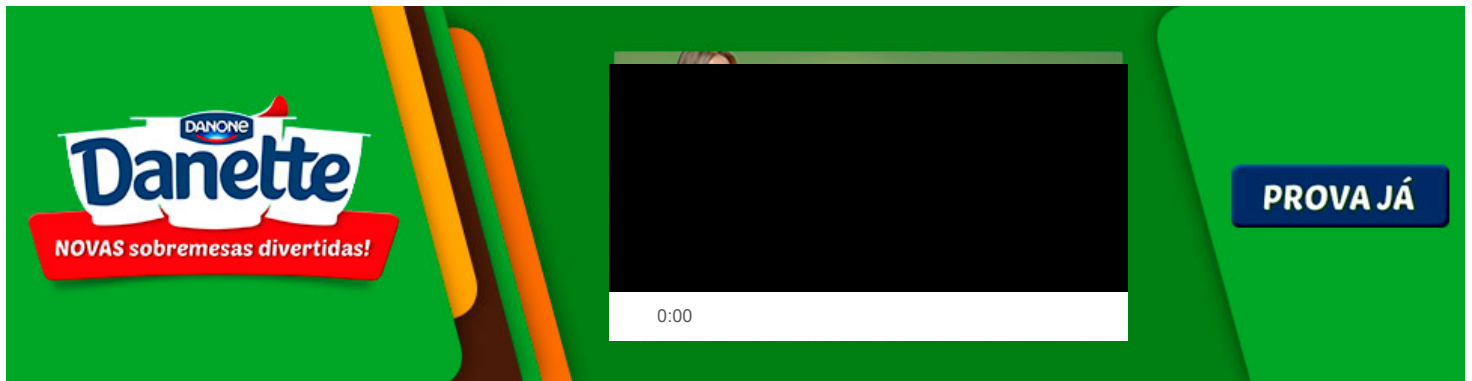 DANONE
Danette
NOVAS sobremesas divertidas!
0:00
PROVA JÁ